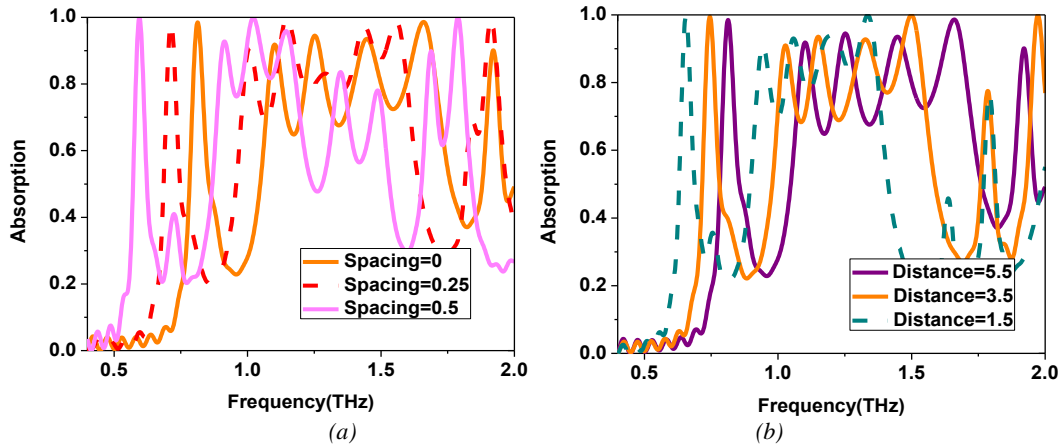 1.0
0.8
0.6
0.4
0.2
0.0
Absorption
Spacing=0
Spacing=0.25
Spacing=0.5
0.5
1.0
1.5
2.0
Frequency(THz)
(a)
1.0
0.8
0.6
0.4
0.2
0.0
Absorption
Distance=5.5
Distance=3.5
Distance=1.5
0.5
1.0
1.5
2.0
Frequency(THz)
(b)